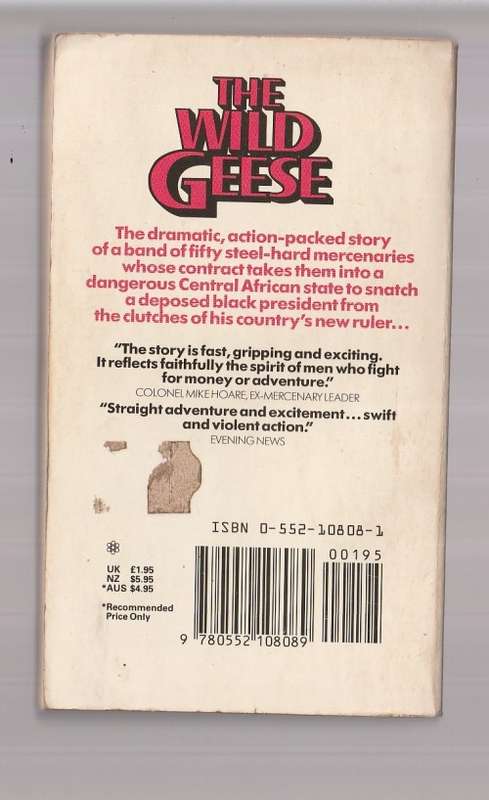 THE
WILD
GEESE
The dramatic, action-packed story
of a band of fifty steel-hard mercenaries
whose contract takes them into a
dangerous Central African state to snatch
a deposed black president from
the clutches of his country's new ruler...
"The story is fast, gripping and exciting.
It reflects faithfully the spirit of men who fight
for money or adventure."
COLONEL MIKE HOARE, EX-MERCENARY LEADER
"Straight adventure and excitement... swift
and violent action."
EVENING NEWS
ISBN 0-552-10808-1
00195
UK £1.95
NZ $5.95
*AUS $4.95
*Recommended
Price Only
9 780552 108089